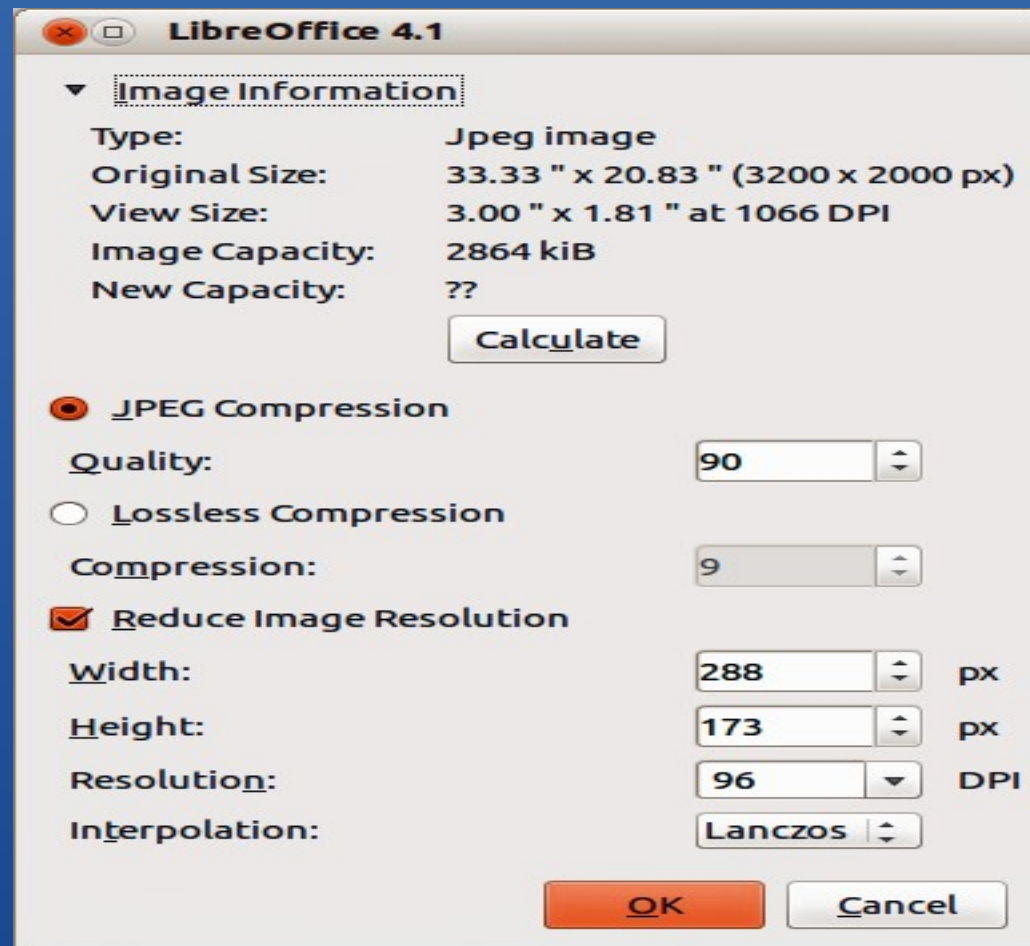 LibreOffice 4.1
Image Information
Type: Jpeg image
Original Size: 33.33 " x 20.83 " (3200 x 2000 px)
View Size: 3.00 " x 1.81 " at 1066 DPI
Image Capacity: 2864 kiB
New Capacity: ??
Calculate
JPEG Compression
Quality: 90
Lossless Compression
Compression: 9
Reduce Image Resolution
Width: 288 px
Height: 173 px
Resolution: 96 DPI
Interpolation: Lanczos
OK Cancel